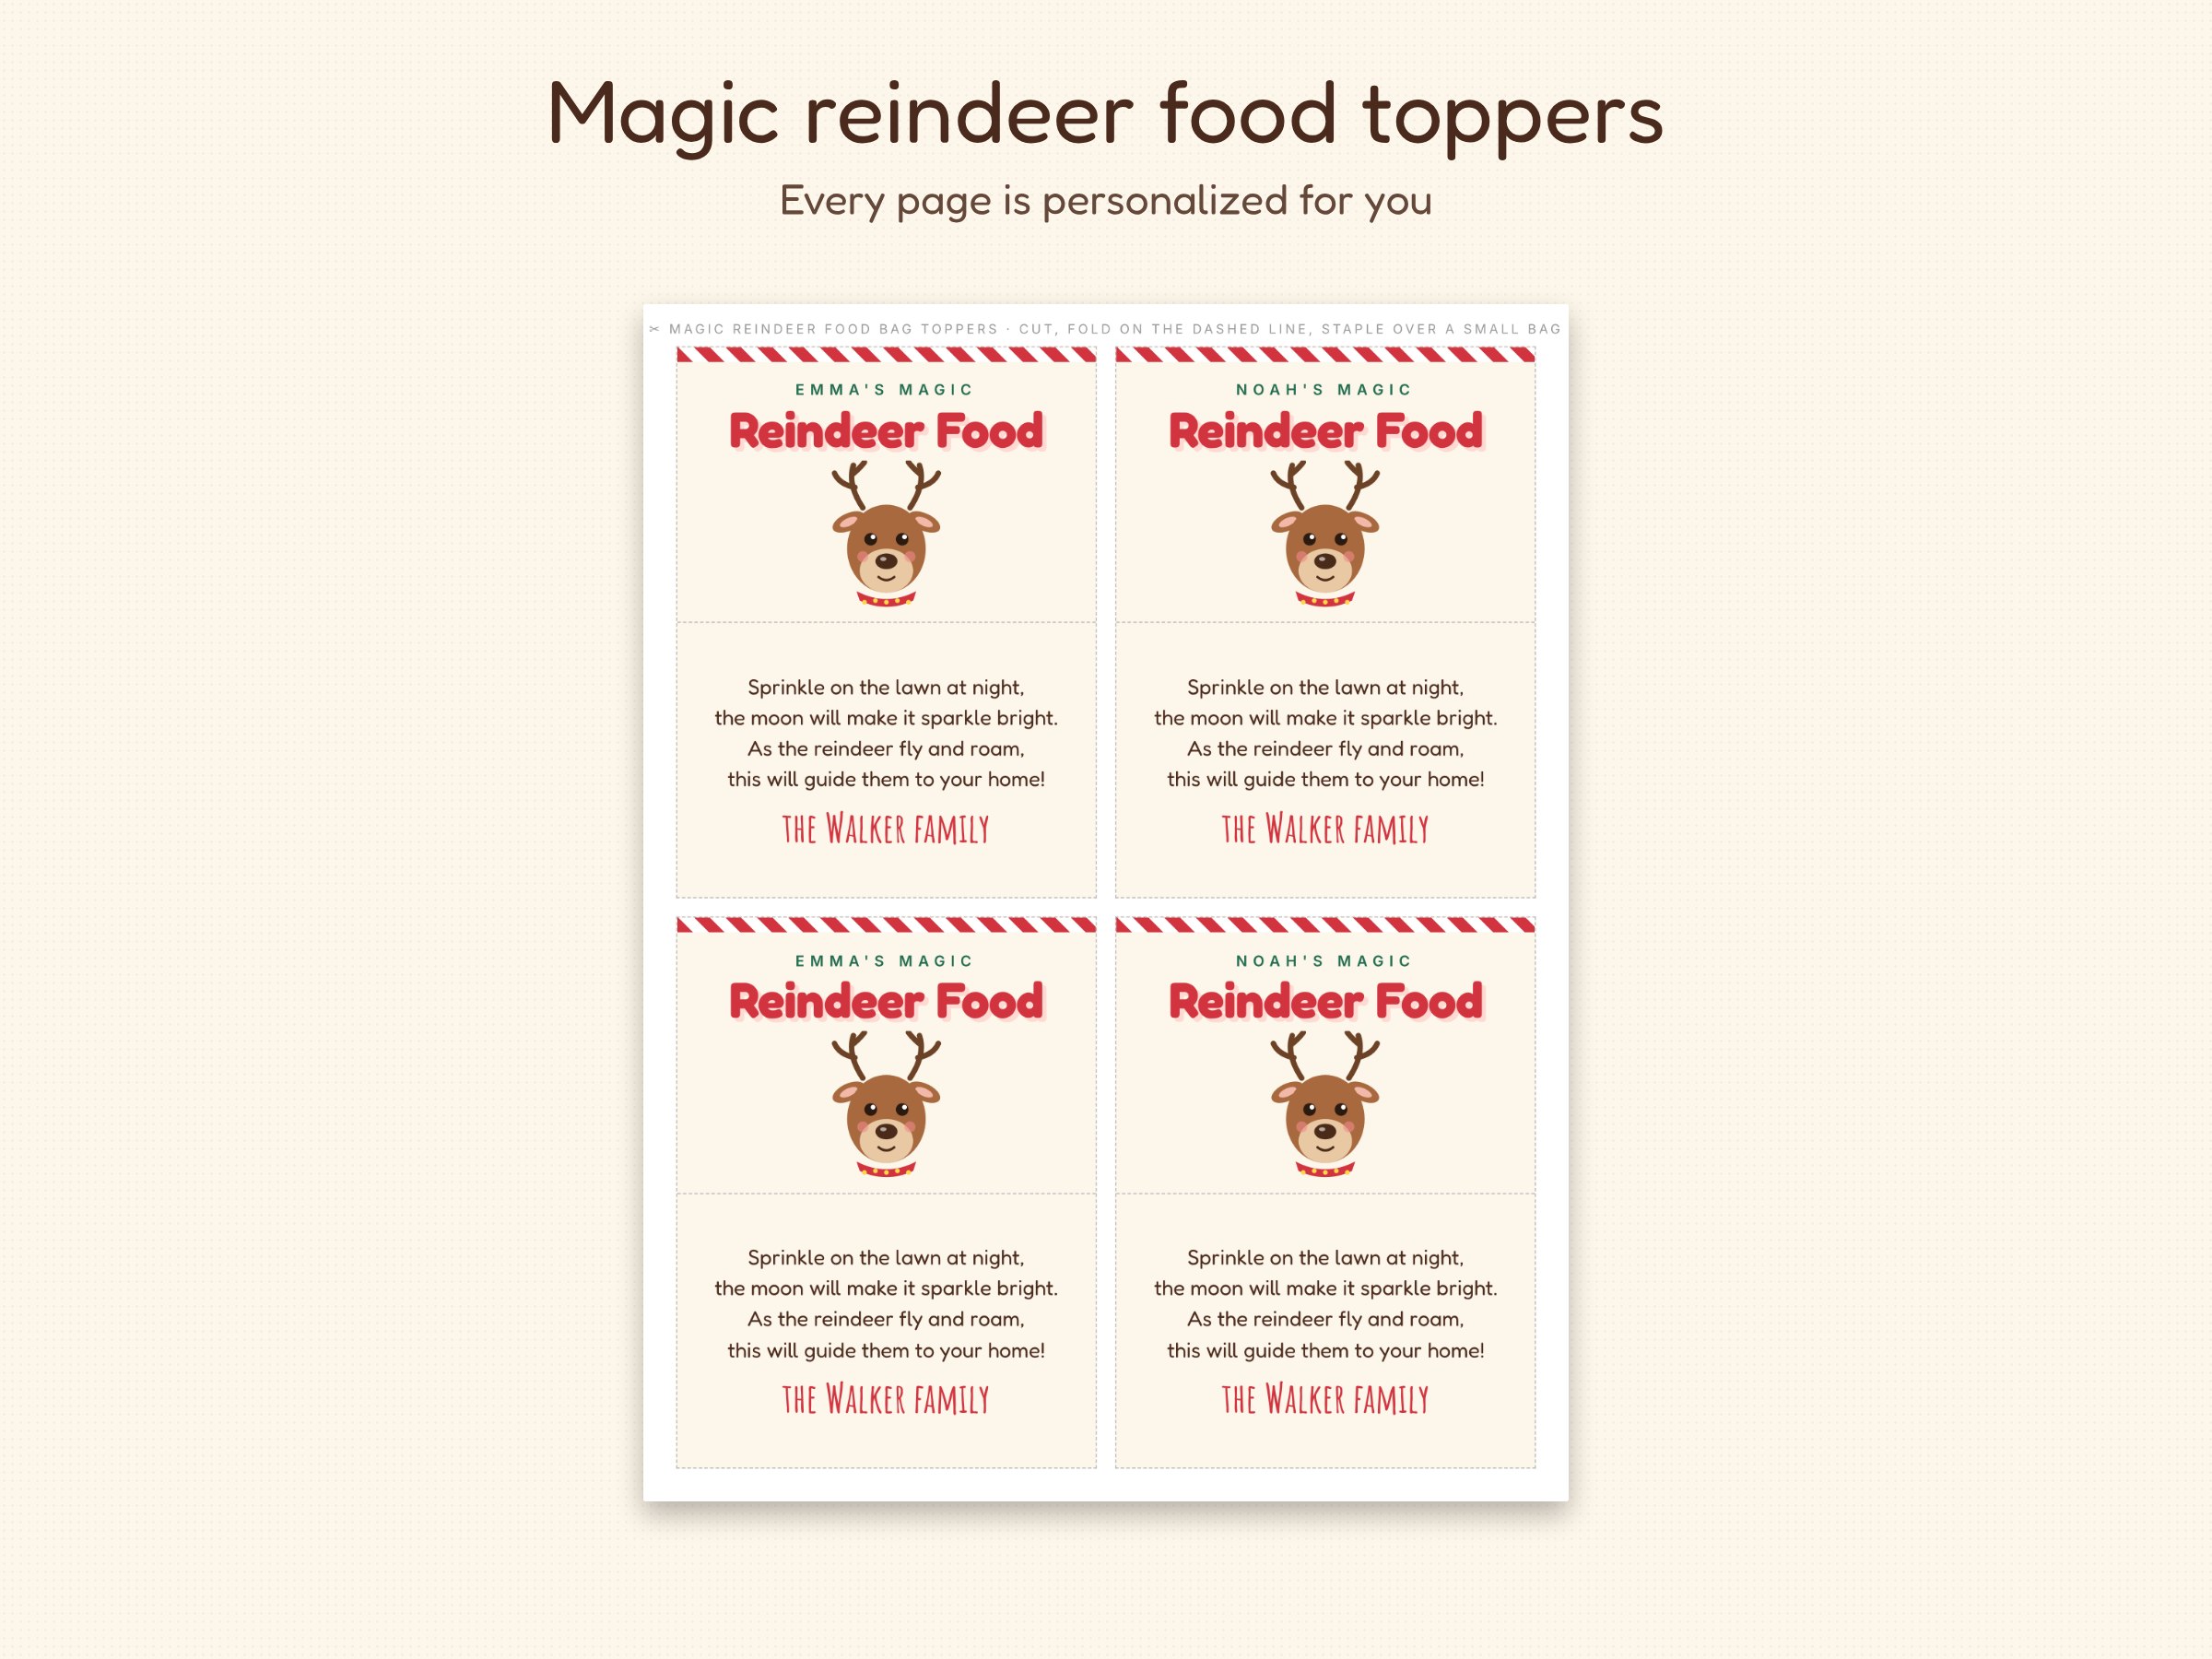 Magic reindeer food toppers
Every page is personalized for you
✂ MAGIC REINDEER FOOD BAG TOPPERS · CUT, FOLD ON THE DASHED LINE, STAPLE OVER A SMALL BAG
EMMA'S MAGIC
Reindeer Food
Sprinkle on the lawn at night,
the moon will make it sparkle bright.
As the reindeer fly and roam,
this will guide them to your home!
THE WALKER FAMILY
NOAH'S MAGIC
Reindeer Food
Sprinkle on the lawn at night,
the moon will make it sparkle bright.
As the reindeer fly and roam,
this will guide them to your home!
THE WALKER FAMILY
EMMA'S MAGIC
Reindeer Food
Sprinkle on the lawn at night,
the moon will make it sparkle bright.
As the reindeer fly and roam,
this will guide them to your home!
THE WALKER FAMILY
NOAH'S MAGIC
Reindeer Food
Sprinkle on the lawn at night,
the moon will make it sparkle bright.
As the reindeer fly and roam,
this will guide them to your home!
THE WALKER FAMILY